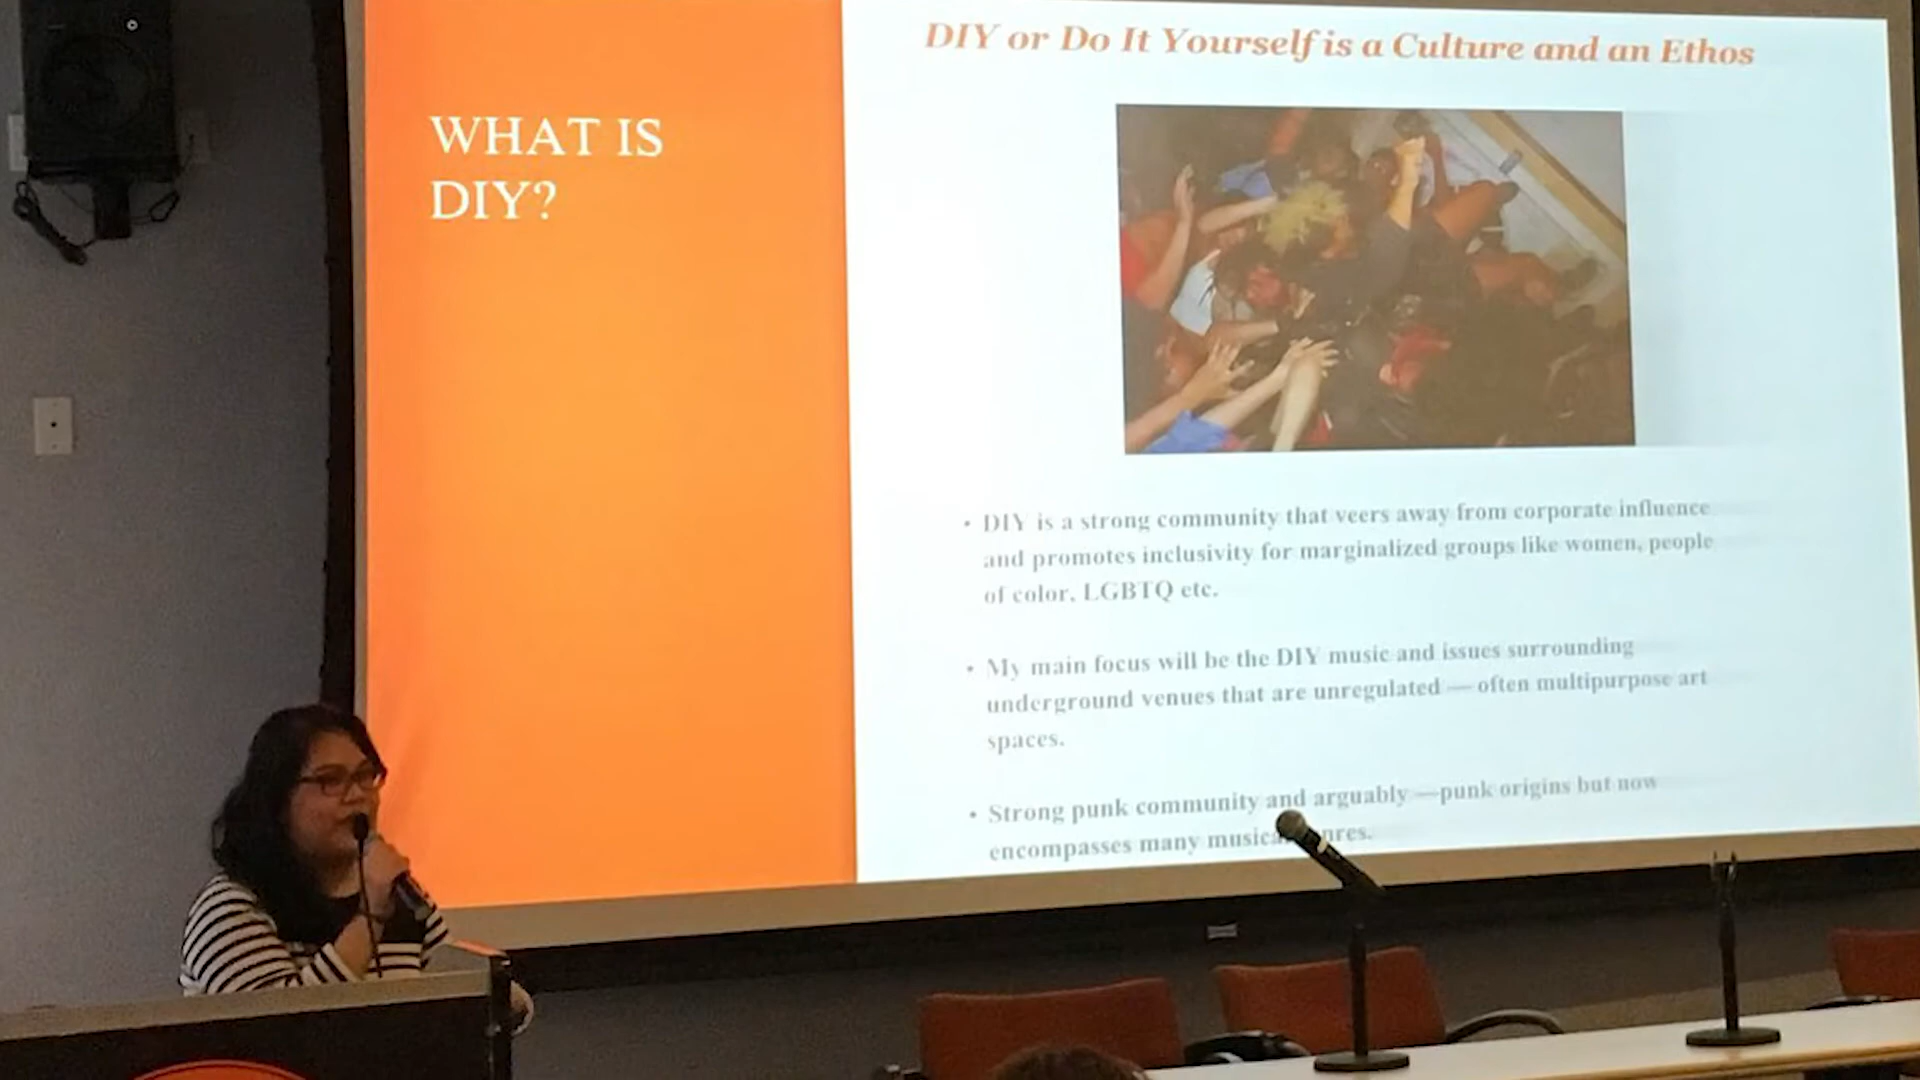 WHAT IS
DIY?
DIY or Do It Yourself is a Culture and an Ethos
• DIY is a strong community that veers away from corporate influence
and promotes inclusivity for marginalized groups like women, people
of color, LGBTQ etc.
• My main focus will be the DIY music and issues surrounding
underground venues that are unregulated — often multipurpose art
spaces.
• Strong punk community and arguably —punk origins but now
encompasses many